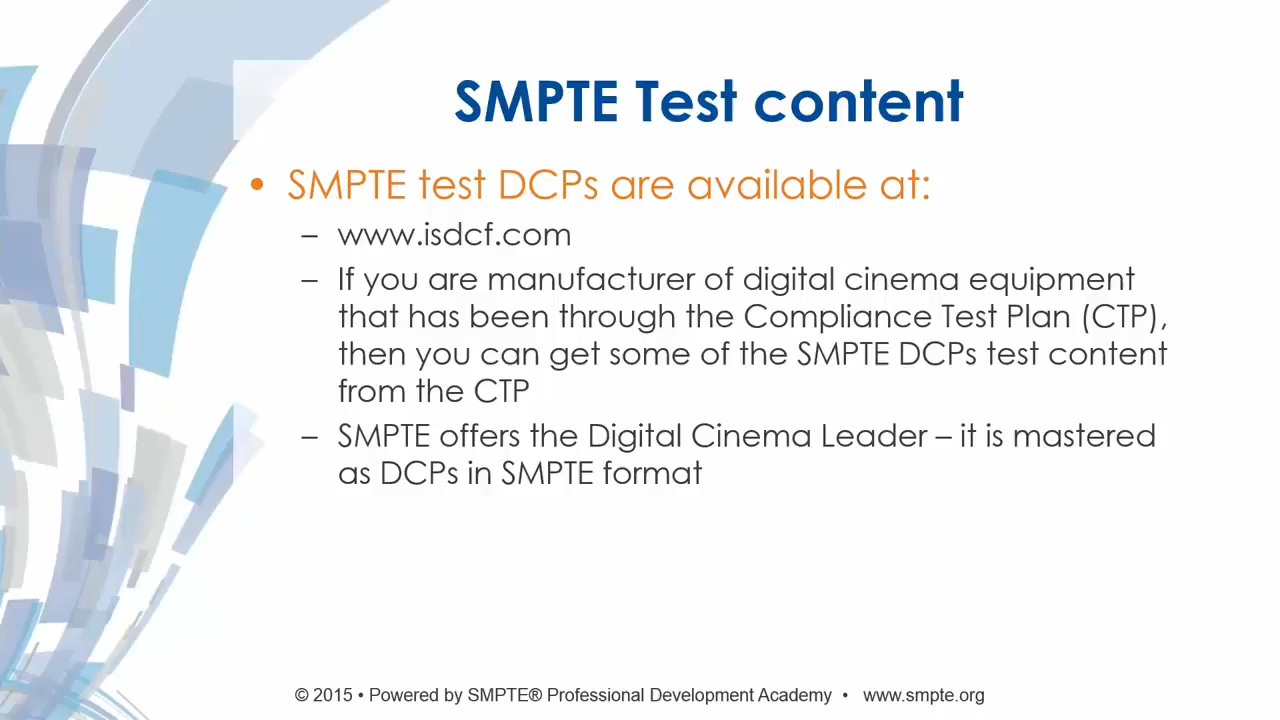 SMPTE Test content
• SMPTE test DCPs are available at:
– www.isdcf.com
– If you are manufacturer of digital cinema equipment
that has been through the Compliance Test Plan (CTP),
then you can get some of the SMPTE DCPs test content
from the CTP
– SMPTE offers the Digital Cinema Leader – it is mastered
as DCPs in SMPTE format
© 2015 • Powered by SMPTE® Professional Development Academy • www.smpte.org